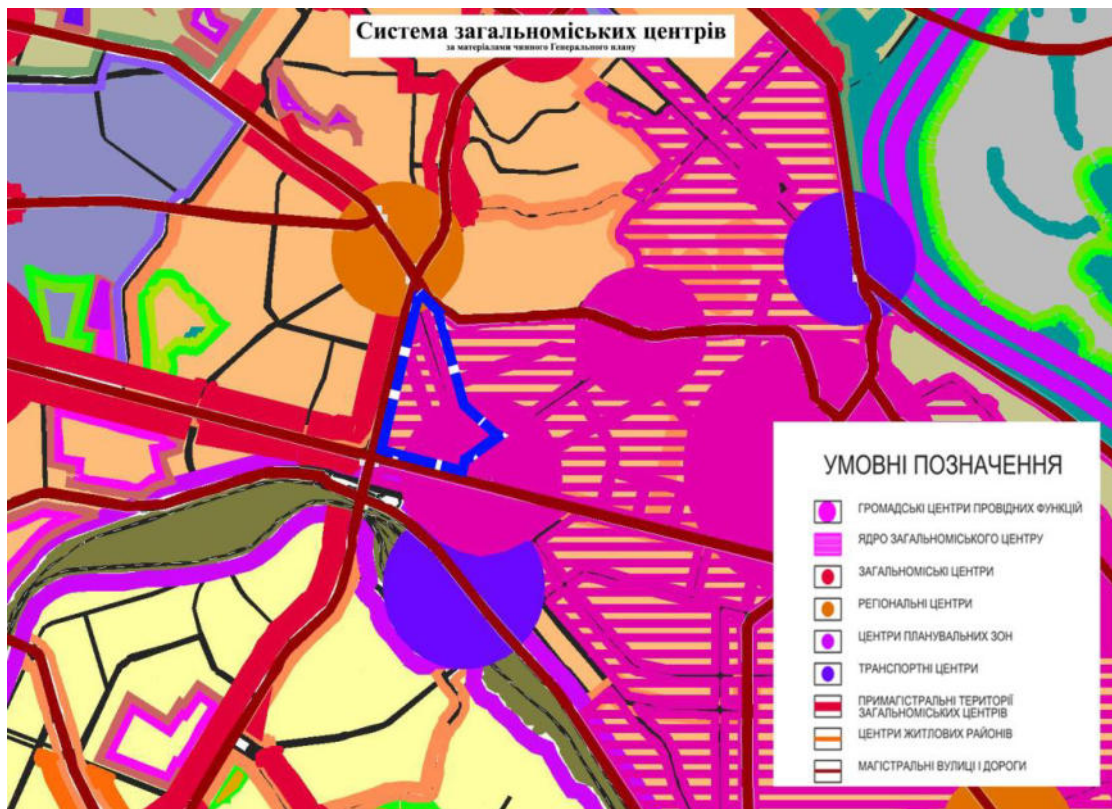 Система загальноміських центрів
за матеріалами чинного Генерального плану
УМОВНІ ПОЗНАЧЕННЯ
ГРОМАДСЬКІ ЦЕНТРИ ПРОВІДНИХ ФУНКЦІЙ
ЯДРО ЗАГАЛЬНОМІСЬКОГО ЦЕНТРУ
ЗАГАЛЬНОМІСЬКІ ЦЕНТРИ
РЕГІОНАЛЬНІ ЦЕНТРИ
ЦЕНТРИ ПЛАНУВАЛЬНИХ ЗОН
ТРАНСПОРТНІ ЦЕНТРИ
ПРИМАГІСТРАЛЬНІ ТЕРИТОРІЇ
ЗАГАЛЬНОМІСЬКИХ ЦЕНТРІВ
ЦЕНТРИ ЖИТЛОВИХ РАЙОНІВ
МАГІСТРАЛЬНІ ВУЛИЦІ І ДОРОГИ